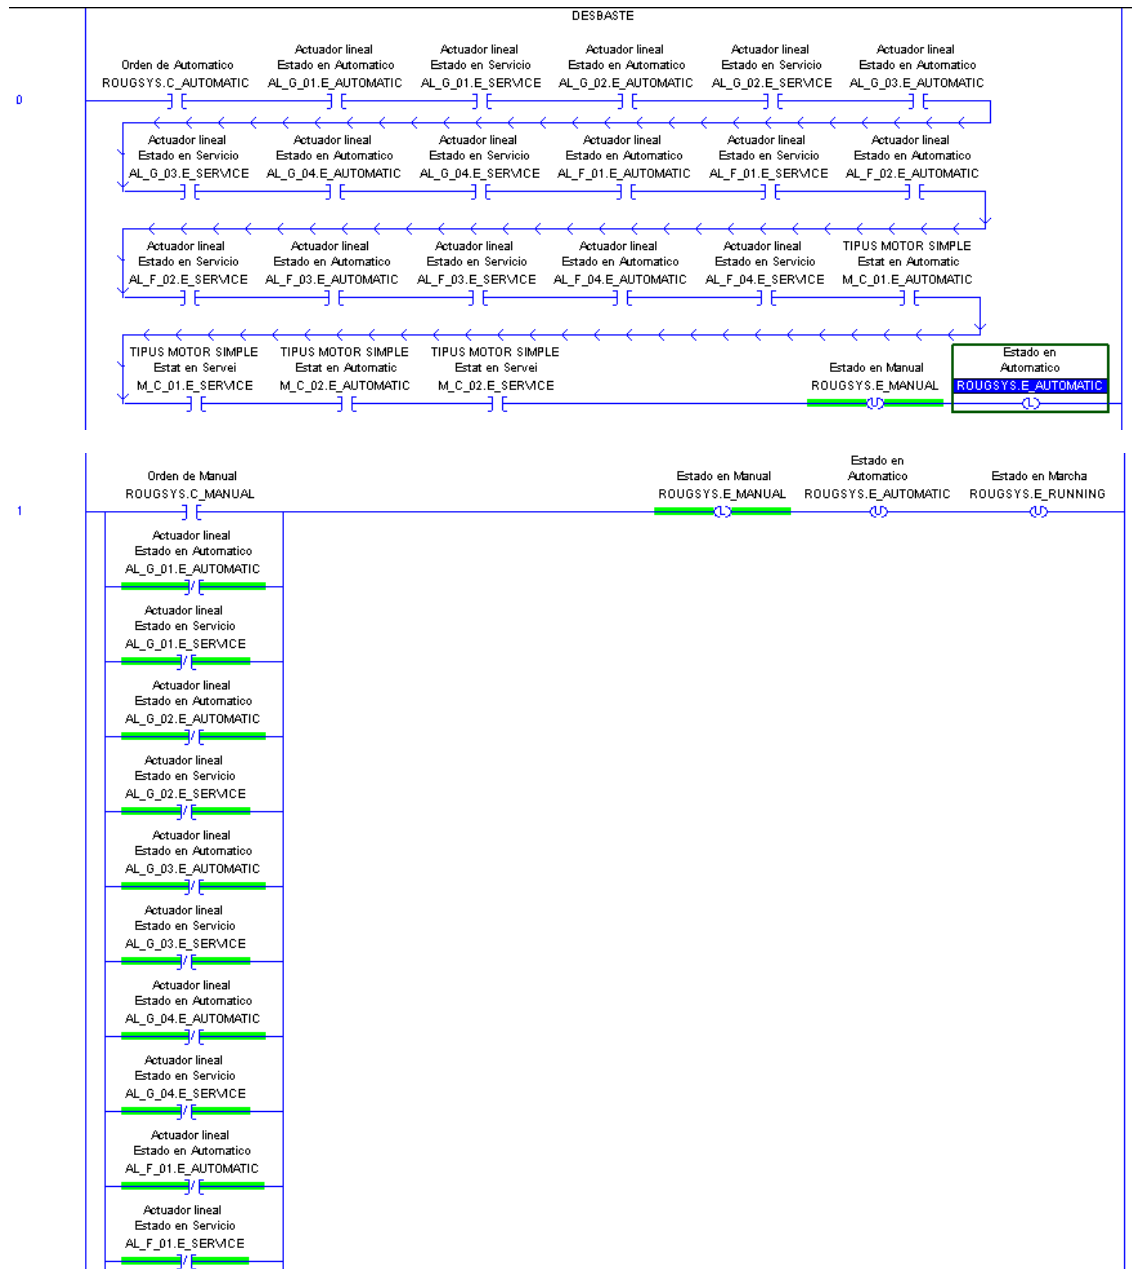 DESBASTE
Actuador lineal Actuador lineal Actuador lineal Actuador lineal Actuador lineal
Orden de Automatico Estado en Automatico Estado en Servicio Estado en Automatico Estado en Servicio Estado en Automatico
ROUGSYS.C_AUTOMATIC AL_G_01.E_AUTOMATIC AL_G_01.E_SERVICE AL_G_02.E_AUTOMATIC AL_G_02.E_SERVICE AL_G_03.E_AUTOMATIC
0
Actuador lineal Actuador lineal Actuador lineal Actuador lineal Actuador lineal Actuador lineal
Estado en Servicio Estado en Automatico Estado en Servicio Estado en Automatico Estado en Servicio Estado en Automatico
AL_G_03.E_SERVICE AL_G_04.E_AUTOMATIC AL_G_04.E_SERVICE AL_F_01.E_AUTOMATIC AL_F_01.E_SERVICE AL_F_02.E_AUTOMATIC
Actuador lineal Actuador lineal Actuador lineal Actuador lineal Actuador lineal TIPUS MOTOR SIMPLE
Estado en Servicio Estado en Automatico Estado en Servicio Estado en Automatico Estado en Servicio Estat en Automatic
AL_F_02.E_SERVICE AL_F_03.E_AUTOMATIC AL_F_03.E_SERVICE AL_F_04.E_AUTOMATIC AL_F_04.E_SERVICE M_C_01.E_AUTOMATIC
TIPUS MOTOR SIMPLE TIPUS MOTOR SIMPLE TIPUS MOTOR SIMPLE Estado en
Estat en Servei Estat en Automatic Estat en Servei Estado en Manual Automatico
M_C_01.E_SERVICE M_C_02.E_AUTOMATIC M_C_02.E_SERVICE ROUGSYS.E_MANUAL ROUGSYS.E_AUTOMATIC
U L
Estado en
Orden de Manual Estado en Manual Automatico Estado en Marcha
ROUGSYS.C_MANUAL ROUGSYS.E_MANUAL ROUGSYS.E_AUTOMATIC ROUGSYS.E_RUNNING
1 L U U
Actuador lineal
Estado en Automatico
AL_G_01.E_AUTOMATIC
Actuador lineal
Estado en Servicio
AL_G_01.E_SERVICE
Actuador lineal
Estado en Automatico
AL_G_02.E_AUTOMATIC
Actuador lineal
Estado en Servicio
AL_G_02.E_SERVICE
Actuador lineal
Estado en Automatico
AL_G_03.E_AUTOMATIC
Actuador lineal
Estado en Servicio
AL_G_03.E_SERVICE
Actuador lineal
Estado en Automatico
AL_G_04.E_AUTOMATIC
Actuador lineal
Estado en Servicio
AL_G_04.E_SERVICE
Actuador lineal
Estado en Automatico
AL_F_01.E_AUTOMATIC
Actuador lineal
Estado en Servicio
AL_F_01.E_SERVICE